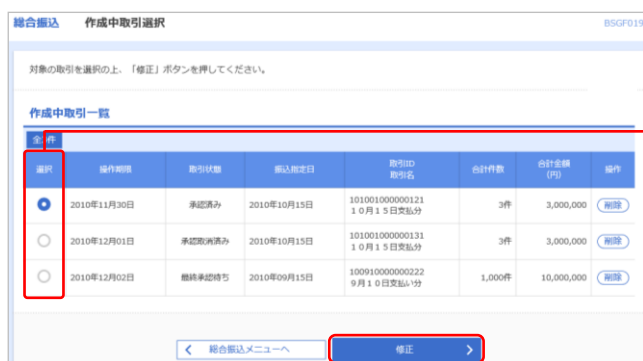 総合振込 作成中取引選択 BSGF019
対象の取引を選択の上、「修正」ボタンを押してください。
作成中取引一覧
選択 操作期限 取引状態 振込指定日 取引ID 取引名 合計件数 合計金額(円) 操作
2010年11月30日 承認済み 2010年10月15日 101001000000121 3件 3,000,000 削除
10月15日支払分
2010年12月01日 承認取消済み 2010年10月15日 101001000000131 3件 3,000,000 削除
10月15日支払分
2010年12月02日 最終承認待ち 2010年09月15日 100910000000222 1,000件 10,000,000 削除
9月10日支払い分
総合振込メニューへ 修正